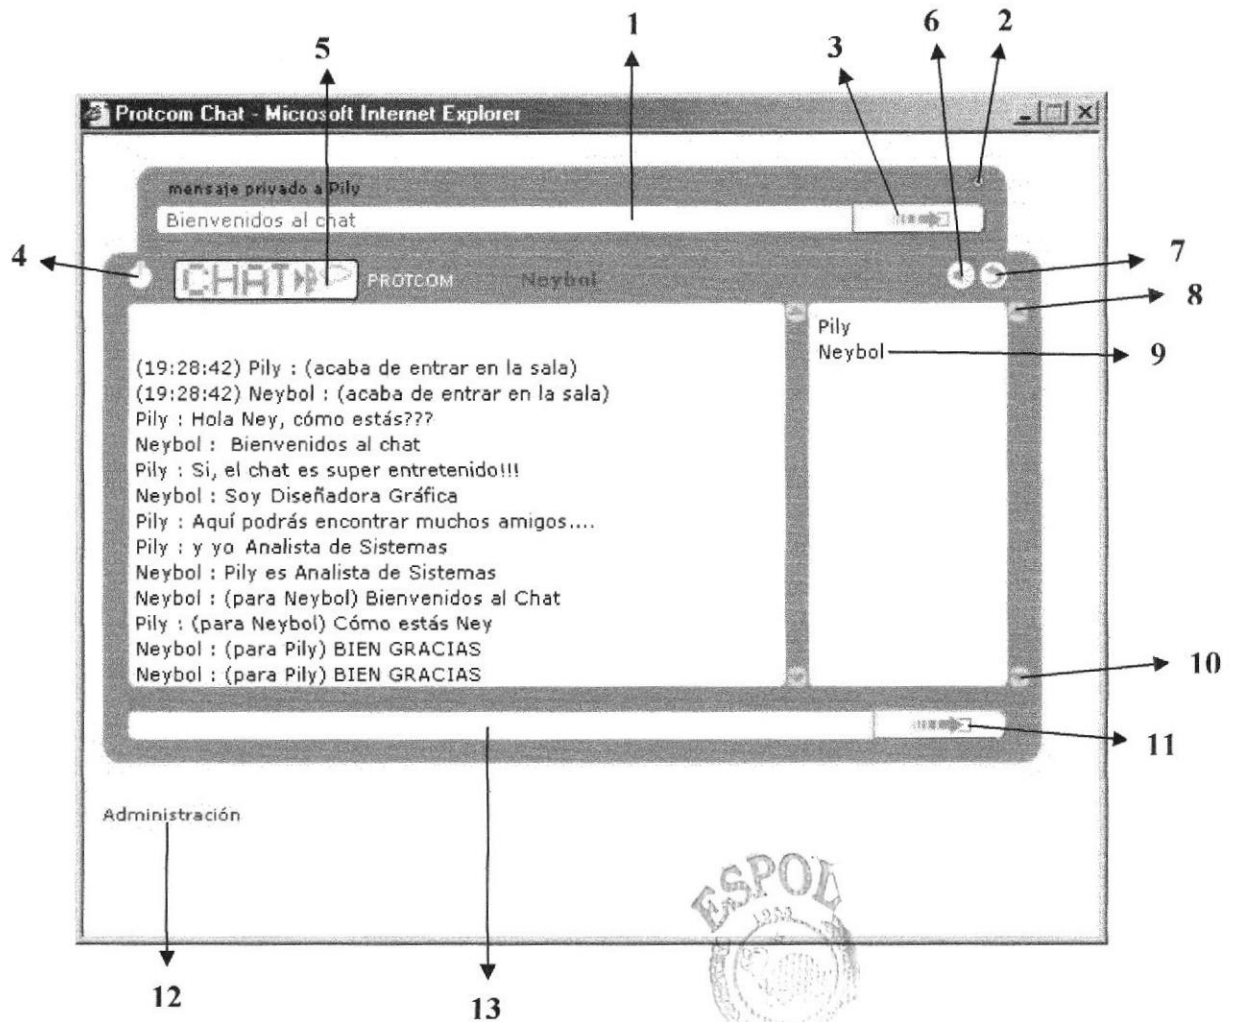 1
6
2
5
3
Protcom Chat - Microsoft Internet Explorer
mensaje privado a Pily
Bienvenidos al chat
4
CHAT PROTCOM Neybol
7
8
Pily
Neybol
9
(19:28:42) Pily : (acaba de entrar en la sala)
(19:28:42) Neybol : (acaba de entrar en la sala)
Pily : Hola Ney, cómo estás???
Neybol : Bienvenidos al chat
Pily : Si, el chat es super entretenido!!!
Neybol : Soy Diseñadora Gráfica
Pily : Aquí podrás encontrar muchos amigos....
Pily : y yo Analista de Sistemas
Neybol : Pily es Analista de Sistemas
Neybol : (para Neybol) Bienvenidos al Chat
Pily : (para Neybol) Cómo estás Ney
Neybol : (para Pily) BIEN GRACIAS
Neybol : (para Pily) BIEN GRACIAS
10
11
Administración
ESPOL
12
13